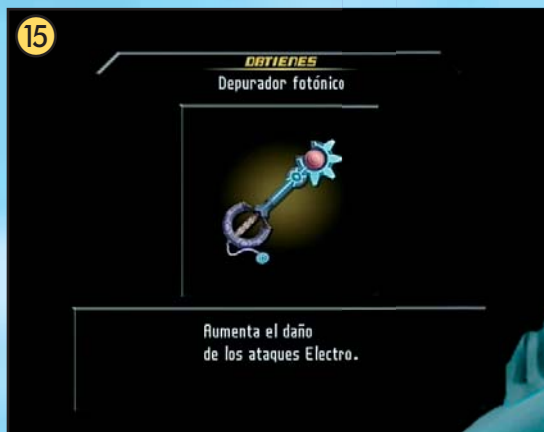 15
OBTIENES
Depurador fotónico
Aumenta el daño
de los ataques Electro.